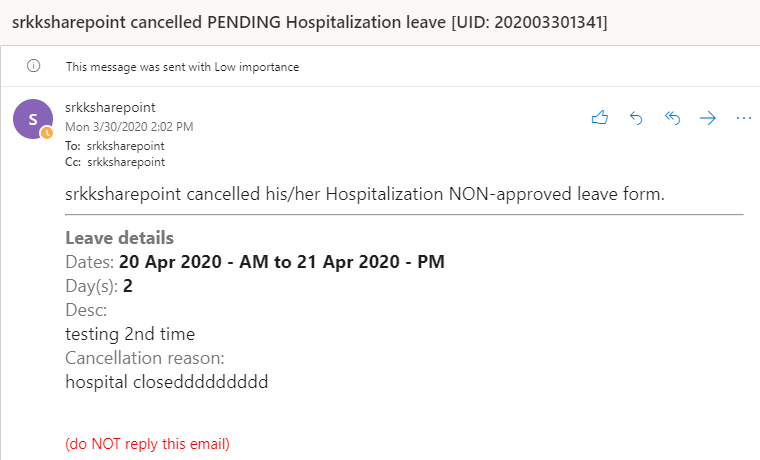 srkksharepoint cancelled PENDING Hospitalization leave [UID: 202003301341]
This message was sent with Low importance
S
srkksharepoint
Mon 3/30/2020 2:02 PM
To: srkksharepoint
Cc: srkksharepoint
srkksharepoint cancelled his/her Hospitalization NON-approved leave form.
Leave details
Dates: 20 Apr 2020 - AM to 21 Apr 2020 - PM
Day(s): 2
Desc:
testing 2nd time
Cancellation reason:
hospital closedddddddddd
(do NOT reply this email)